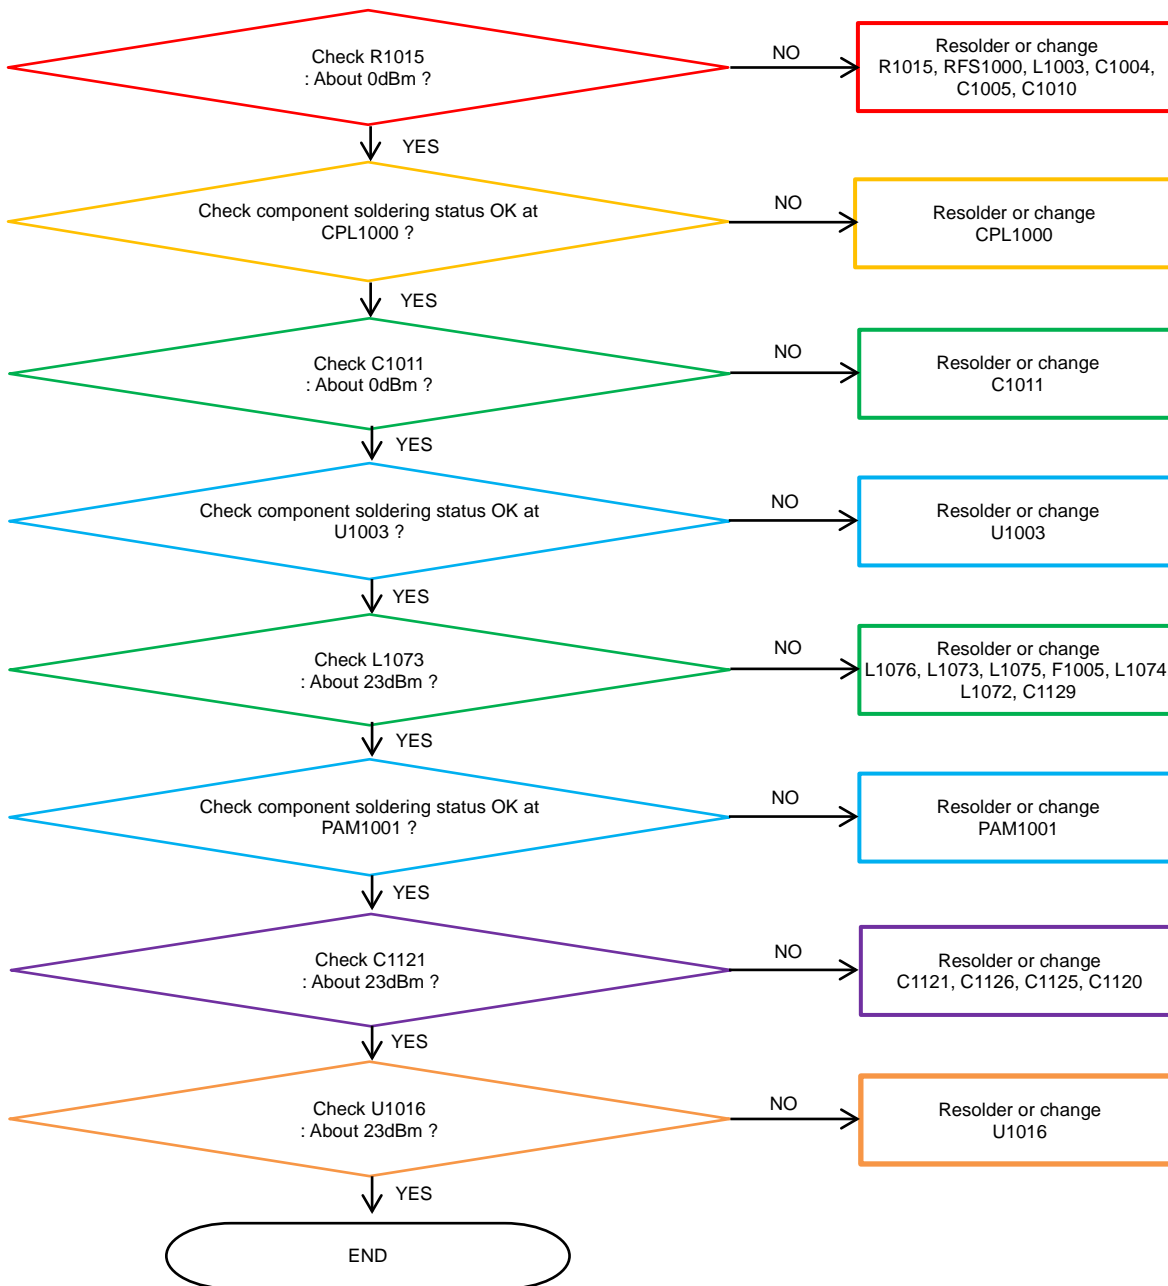 Check R1015
: About 0dBm ?
NO
Resolder or change
R1015, RFS1000, L1003, C1004,
C1005, C1010
YES
Check component soldering status OK at
CPL1000 ?
NO
Resolder or change
CPL1000
YES
Check C1011
: About 0dBm ?
NO
Resolder or change
C1011
YES
Check component soldering status OK at
U1003 ?
NO
Resolder or change
U1003
YES
Check L1073
: About 23dBm ?
NO
Resolder or change
L1076, L1073, L1075, F1005, L1074
L1072, C1129
YES
Check component soldering status OK at
PAM1001 ?
NO
Resolder or change
PAM1001
YES
Check C1121
: About 23dBm ?
NO
Resolder or change
C1121, C1126, C1125, C1120
YES
Check U1016
: About 23dBm ?
NO
Resolder or change
U1016
YES
END